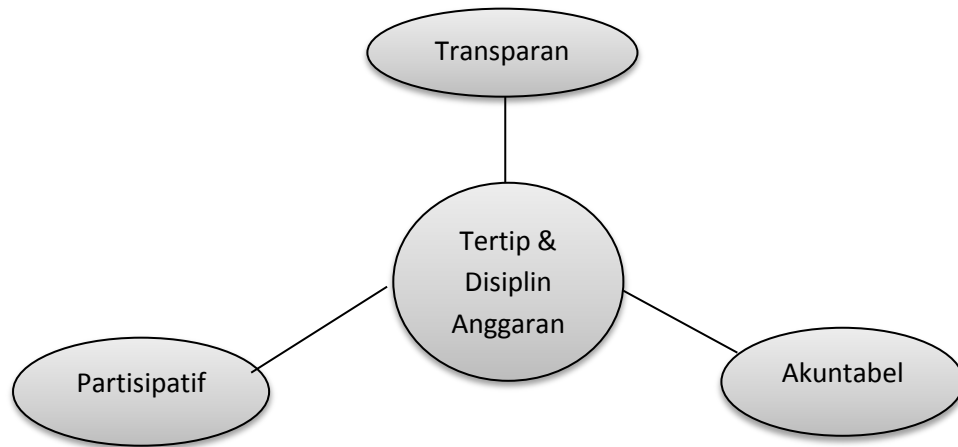 Transparan
Tertip &
Disiplin
Anggaran
Partisipatif
Akuntabel